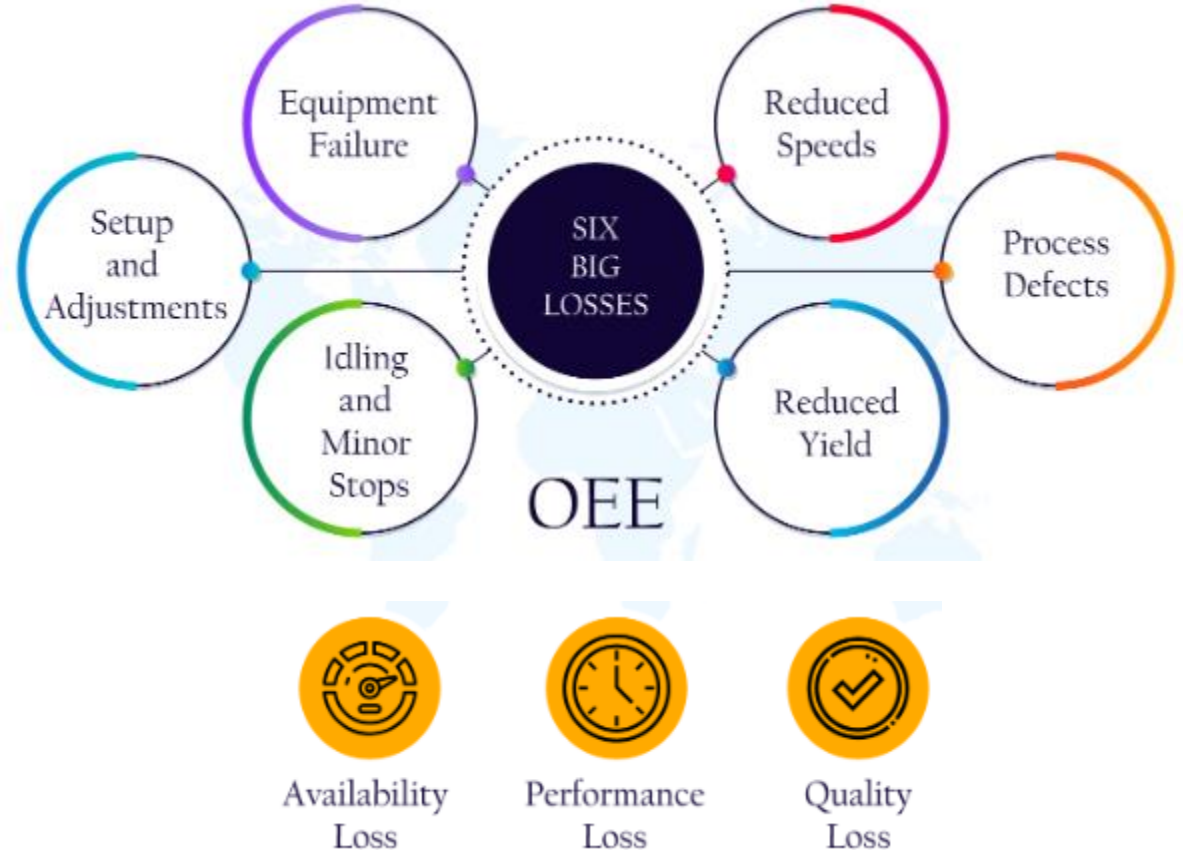 Equipment
Failure
Reduced
Speeds
Setup
and
Adjustments
SIX
BIG
LOSSES
Process
Defects
Idling
and
Minor
Stops
Reduced
Yield
OEE
Availability
Loss
Performance
Loss
Quality
Loss